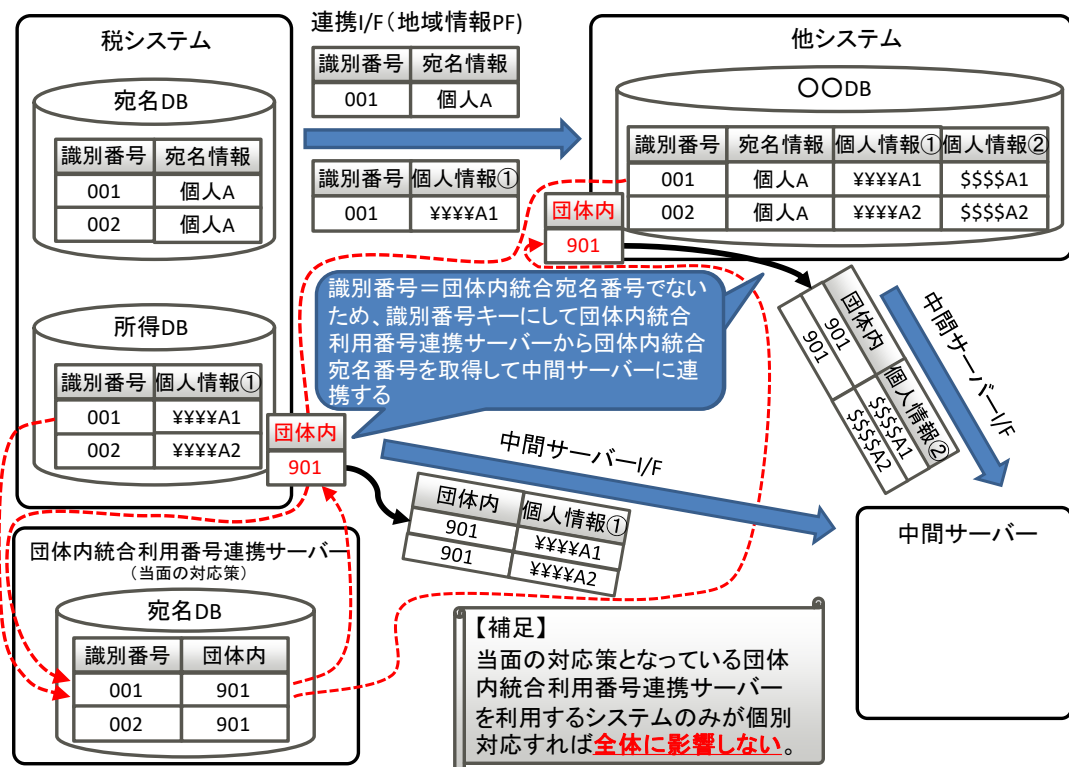 税システム
宛名DB
識別番号 宛名情報
001 個人A
002 個人A
所得DB
識別番号 個人情報①
001 ¥¥¥¥A1
002 ¥¥¥¥A2
団体内
901
連携I/F(地域情報PF)
識別番号 宛名情報
001 個人A
識別番号 個人情報①
001 ¥¥¥¥A1
他システム
〇〇DB
識別番号 宛名情報 個人情報① 個人情報②
001 個人A ¥¥¥¥A1 $$$$A1
002 個人A ¥¥¥¥A2 $$$$A2
団体内
901
識別番号＝団体内統合宛名番号でない
ため、識別番号キーにして団体内統合
利用番号連携サーバーから団体内統合
宛名番号を取得して中間サーバーに連
携する
団体内 個人情報②
901 $$$$A1
901 $$$$A2
中間サーバーI/F
中間サーバーI/F
団体内 個人情報①
901 ¥¥¥¥A1
901 ¥¥¥¥A2
中間サーバー
団体内統合利用番号連携サーバー
(当面の対応策)
宛名DB
識別番号 団体内
001 901
002 901
【補足】
当面の対応策となっている団体
内統合利用番号連携サーバー
を利用するシステムのみが個別
対応すれば全体に影響しない。